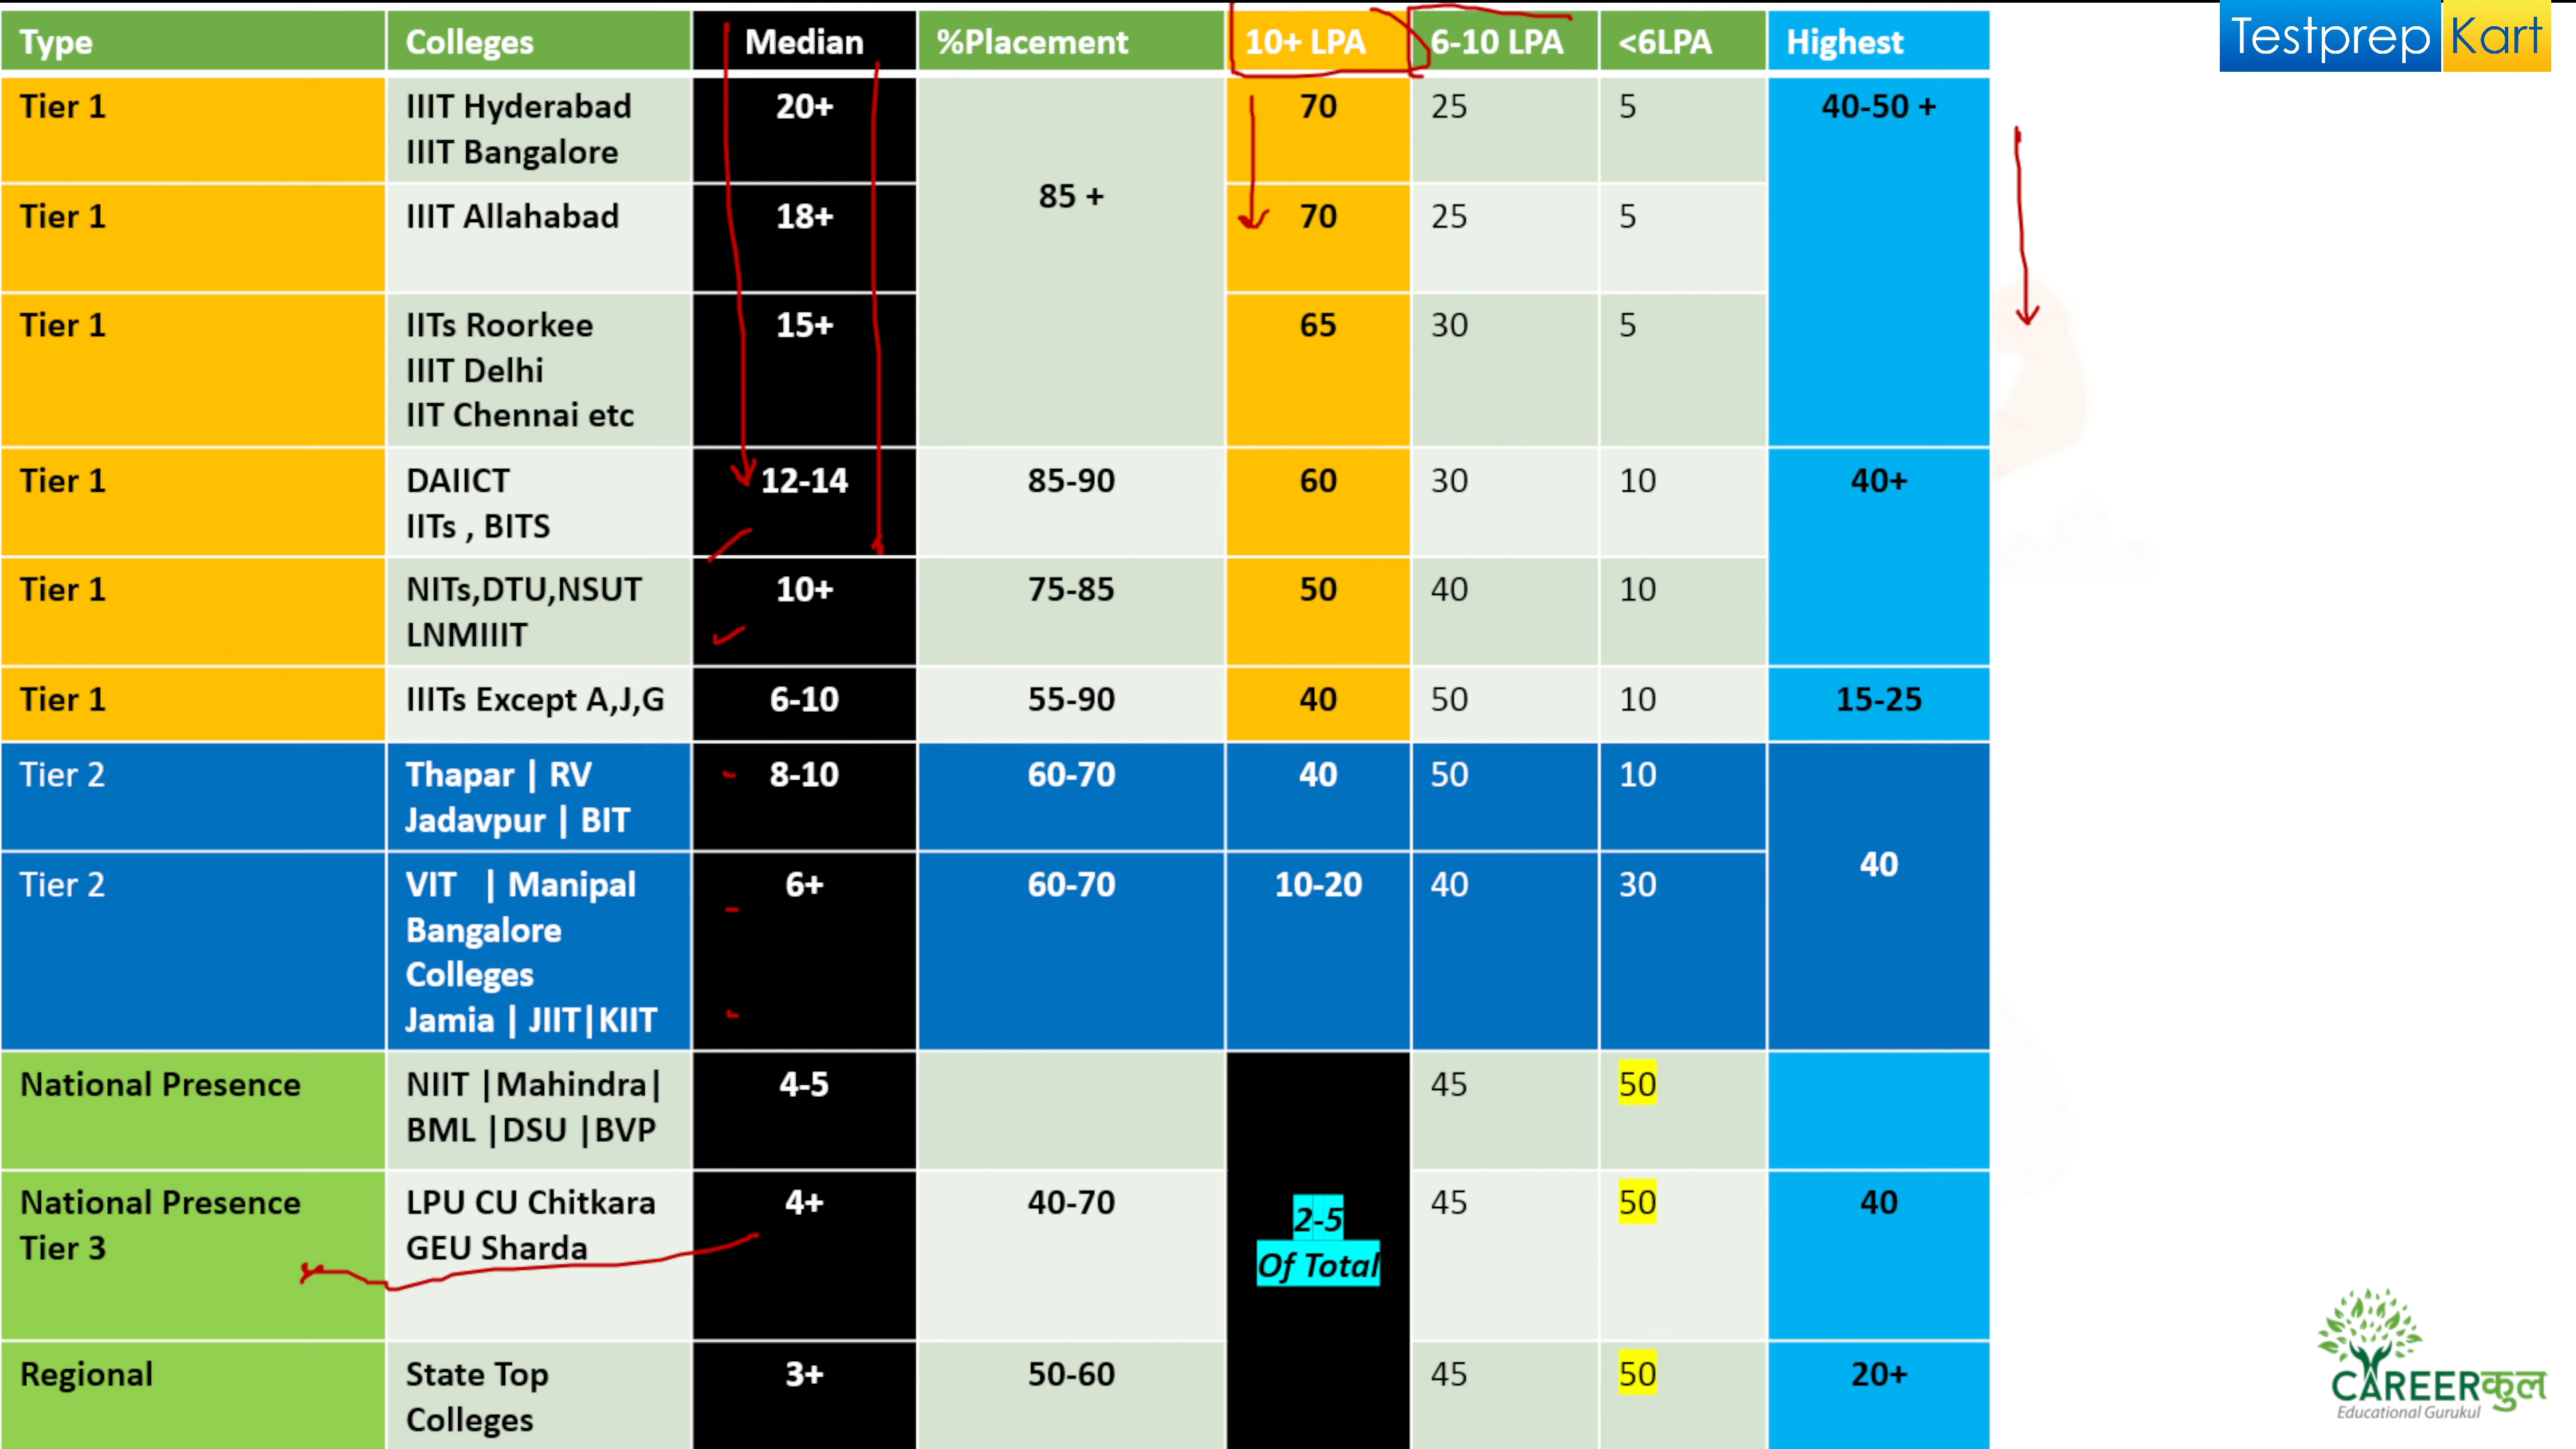 Type Colleges Median %Placement 10+ LPA 6-10 LPA <6LPA Highest
Testprep Kart
Tier 1 IIIT Hyderabad 20+ 85 + 70 25 5 40-50 +
IIIT Bangalore
Tier 1 IIIT Allahabad 18+ 70 25 5
Tier 1 IITs Roorkee 15+ 65 30 5
IIIT Delhi
IIT Chennai etc
Tier 1 DAIICT 12-14 85-90 60 30 10 40+
IITs , BITS
Tier 1 NITs,DTU,NSUT 10+ 75-85 50 40 10
LNMIIIT
Tier 1 IIITs Except A,J,G 6-10 55-90 40 50 10 15-25
Tier 2 Thapar | RV 8-10 60-70 40 50 10 40
Jadavpur | BIT
Tier 2 VIT | Manipal 6+ 60-70 10-20 40 30
Bangalore
Colleges
Jamia | JIIT|KIIT
National Presence NIIT |Mahindra| 4-5 45 50
BML |DSU |BVP
National Presence LPU CU Chitkara 4+ 40-70 2-5 45 50 40
Tier 3 GEU Sharda Of Total
Regional State Top 3+ 50-60 45 50 20+
Colleges
CAREERकुल
Educational Gurukul